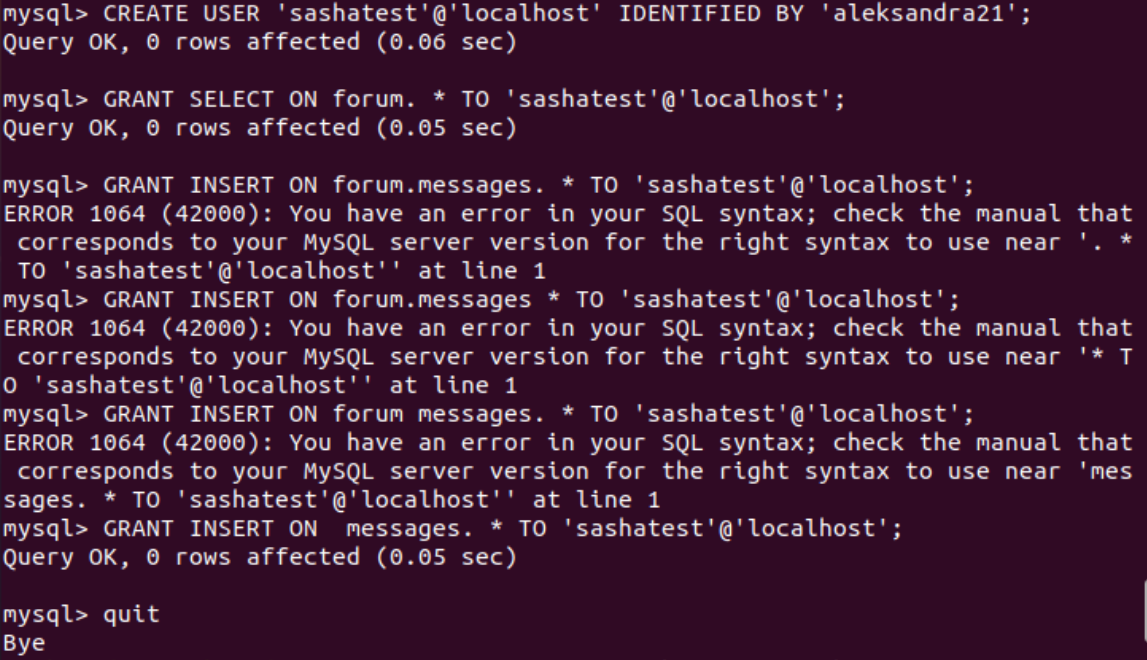 mysql> CREATE USER 'sashatest'@'localhost' IDENTIFIED BY 'aleksandra21';
Query OK, 0 rows affected (0.06 sec)
mysql> GRANT SELECT ON forum. * TO 'sashatest'@'localhost';
Query OK, 0 rows affected (0.05 sec)
mysql> GRANT INSERT ON forum.messages. * TO 'sashatest'@'localhost';
ERROR 1064 (42000): You have an error in your SQL syntax; check the manual that
 corresponds to your MySQL server version for the right syntax to use near '. *
 TO 'sashatest'@'localhost'' at line 1
mysql> GRANT INSERT ON forum.messages * TO 'sashatest'@'localhost';
ERROR 1064 (42000): You have an error in your SQL syntax; check the manual that
 corresponds to your MySQL server version for the right syntax to use near '* T
O 'sashatest'@'localhost'' at line 1
mysql> GRANT INSERT ON forum messages. * TO 'sashatest'@'localhost';
ERROR 1064 (42000): You have an error in your SQL syntax; check the manual that
 corresponds to your MySQL server version for the right syntax to use near 'mes
sages. * TO 'sashatest'@'localhost'' at line 1
mysql> GRANT INSERT ON  messages. * TO 'sashatest'@'localhost';
Query OK, 0 rows affected (0.05 sec)
mysql> quit
Bye